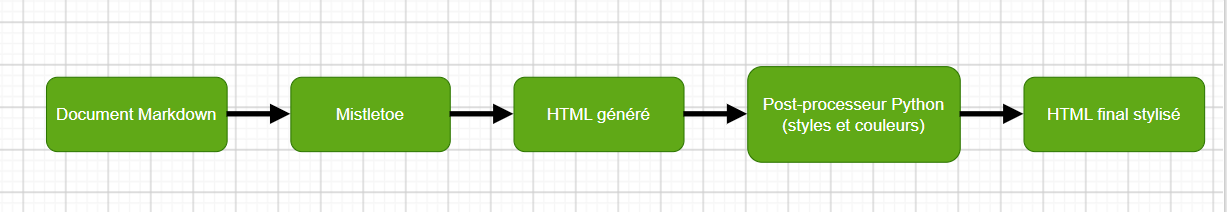 Document Markdown
Mistletoe
HTML généré
Post-processeur Python
(styles et couleurs)
HTML final stylisé